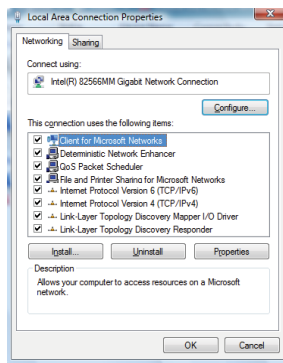 Local Area Connection Properties
Networking Sharing
Connect using:
Intel(R) 82566MM Gigabit Network Connection
Configure...
This connection uses the following items:
Client for Microsoft Networks
Deterministic Network Enhancer
QoS Packet Scheduler
File and Printer Sharing for Microsoft Networks
Internet Protocol Version 6 (TCP/IPv6)
Internet Protocol Version 4 (TCP/IPv4)
Link-Layer Topology Discovery Mapper I/O Driver
Link-Layer Topology Discovery Responder
Install... Uninstall Properties
Description
Allows your computer to access resources on a Microsoft
network.
OK Cancel